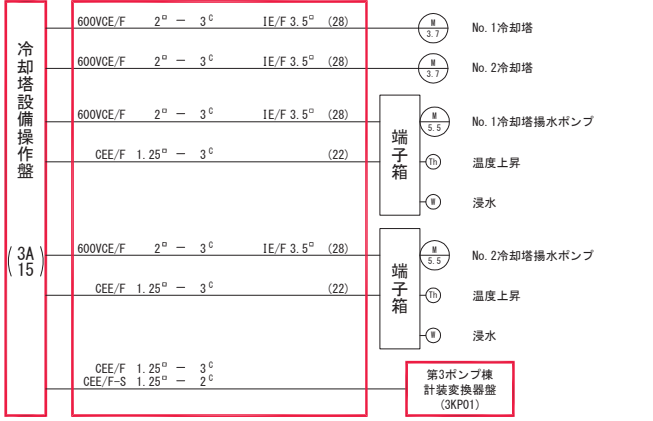 冷却塔設備操作盤
(3A 15)
600VCE/F 2□ － 3C IE/F 3.5□ (28)
M 3.7
No.1冷却塔
600VCE/F 2□ － 3C IE/F 3.5□ (28)
M 3.7
No.2冷却塔
600VCE/F 2□ － 3C IE/F 3.5□ (28)
端子箱
M 5.5
No.1冷却塔揚水ポンプ
CEE/F 1.25□ － 3C (22)
Th
温度上昇
W
浸水
600VCE/F 2□ － 3C IE/F 3.5□ (28)
端子箱
M 5.5
No.2冷却塔揚水ポンプ
CEE/F 1.25□ － 3C (22)
Th
温度上昇
W
浸水
CEE/F 1.25□ － 3C
CEE/F-S 1.25□ － 2C
第3ポンプ棟
計装変換器盤
(3KP01)